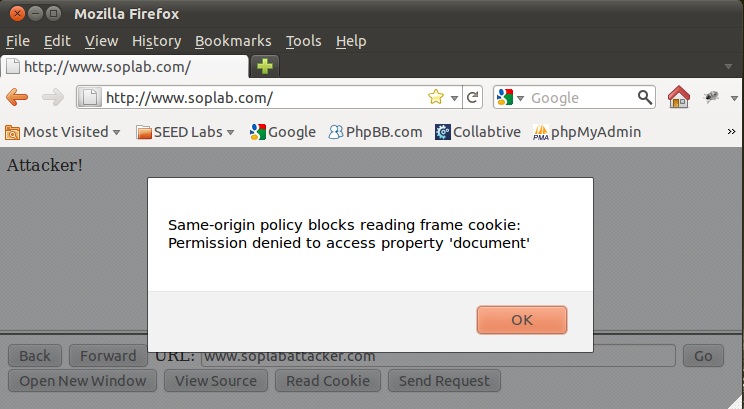 Mozilla Firefox
File Edit View History Bookmarks Tools Help
http://www.soplab.com/
http://www.soplab.com/ Google
Most Visited SEED Labs Google PhpBB.com Collabtive PMA phpMyAdmin »
Attacker!
Same-origin policy blocks reading frame cookie:
Permission denied to access property 'document'
OK
Back Forward URL: www.soplabattacker.com Go
Open New Window View Source Read Cookie Send Request